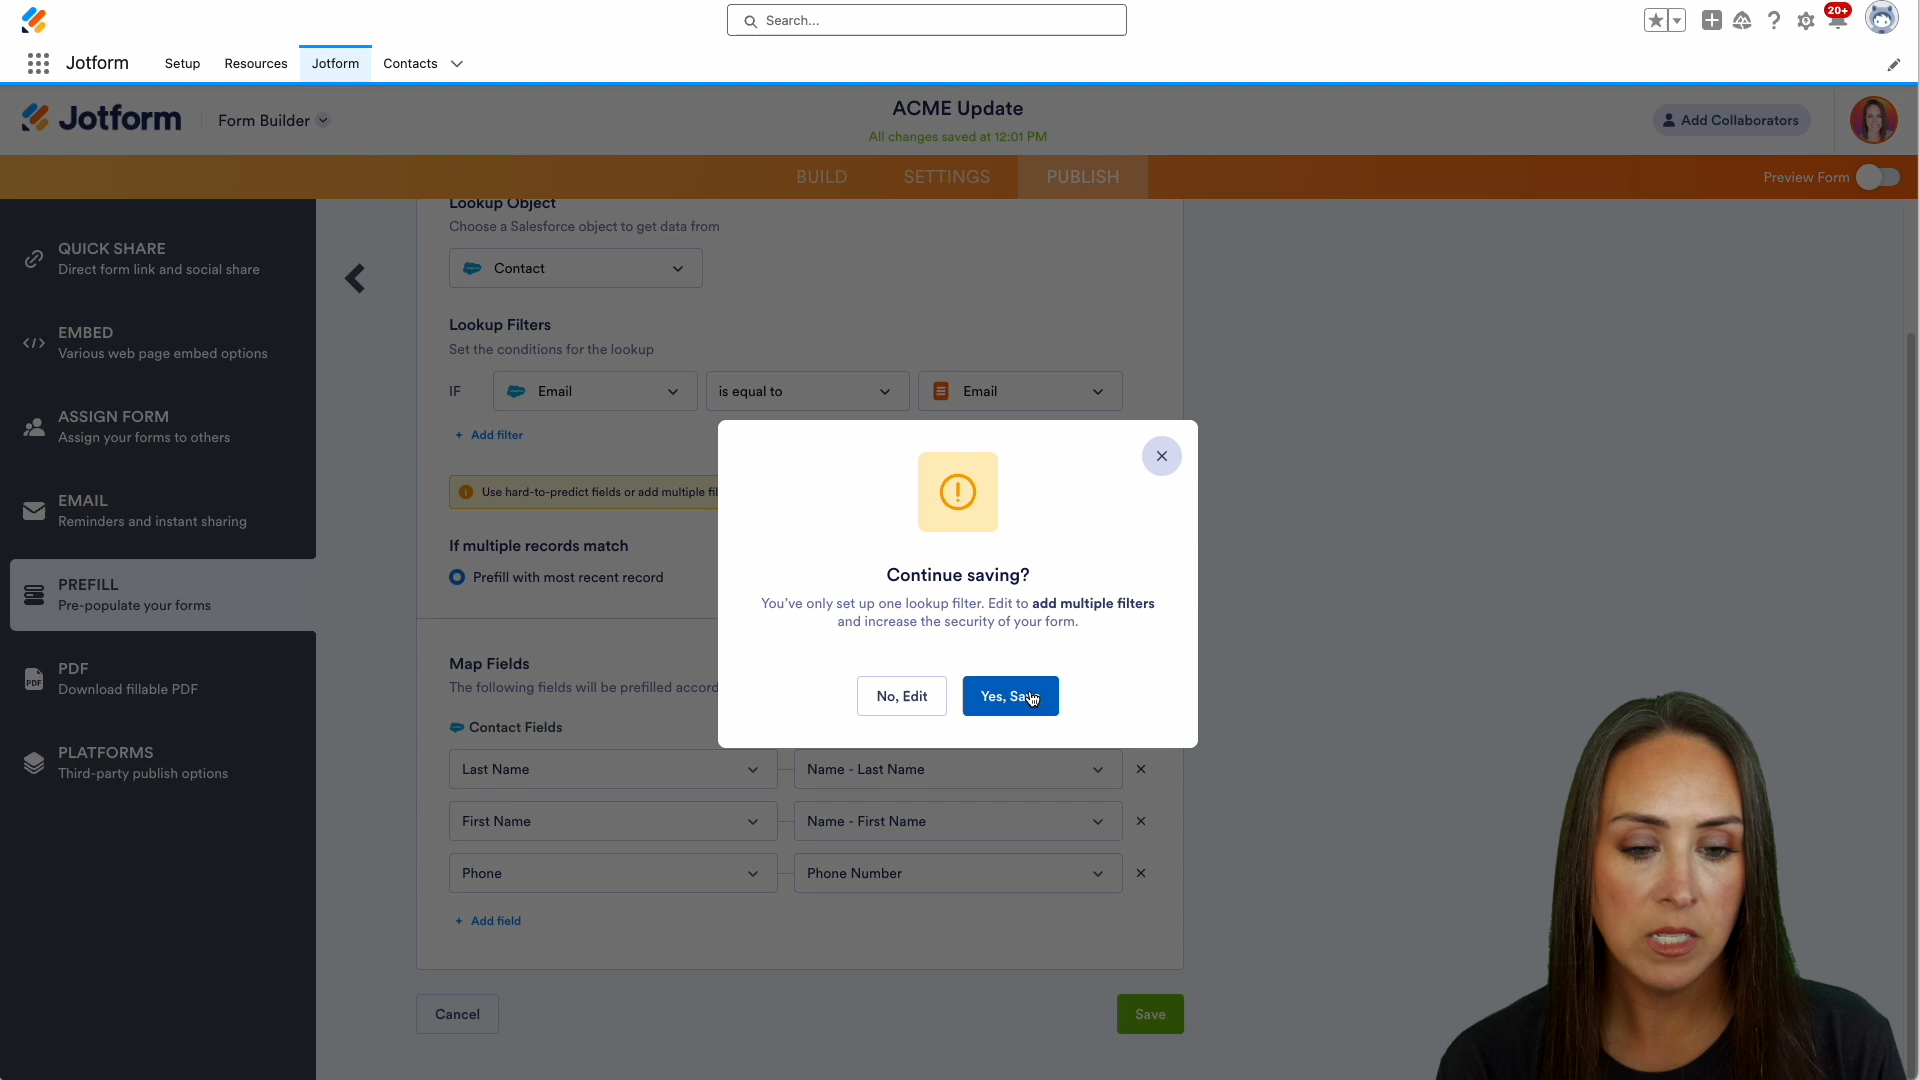 Search...
20+
Jotform
Setup
Resources
Jotform
Contacts
Jotform
Form Builder
ACME Update
All changes saved at 12:01 PM
Add Collaborators
BUILD
SETTINGS
PUBLISH
Preview Form
QUICK SHARE
Direct form link and social share
EMBED
Various web page embed options
ASSIGN FORM
Assign your forms to others
EMAIL
Reminders and instant sharing
PREFILL
Pre-populate your forms
PDF
PDF
Download fillable PDF
PLATFORMS
Third-party publish options
Lookup Object
Choose a Salesforce object to get data from
Contact
Lookup Filters
Set the conditions for the lookup
IF
Email
is equal to
Email
+ Add filter
Use hard-to-predict fields or add multiple
If multiple records match
Prefill with most recent record
Map Fields
The following fields will be prefilled
Contact Fields
Last Name
Name - Last Name
First Name
Name - First Name
Phone
Phone Number
+ Add field
Cancel
Save
Continue saving?
You've only set up one lookup filter. Edit to add multiple filters
and increase the security of your form.
No, Edit
Yes,